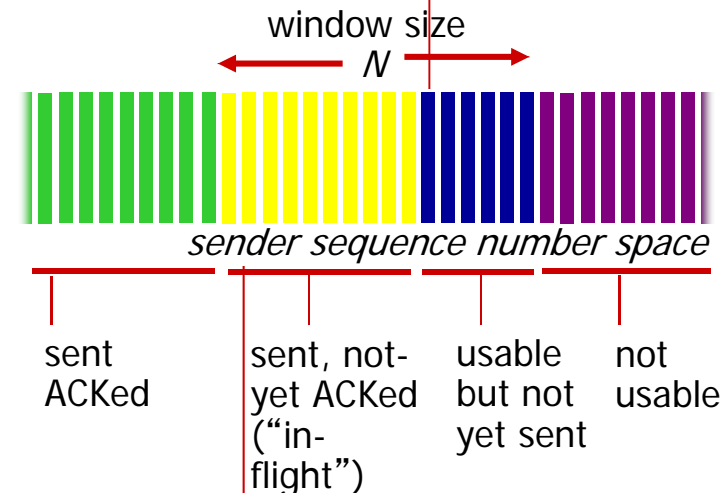 window size
N
sender sequence number space
sent
ACKed
sent, not-
yet ACKed
(“in-
flight”)
usable
but not
yet sent
not
usable